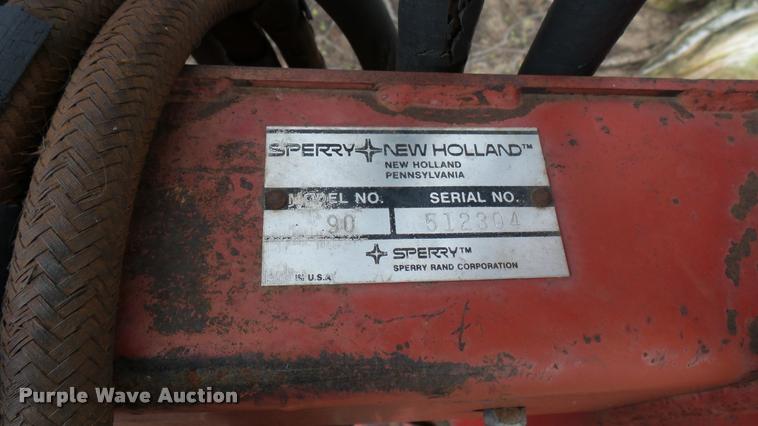 SPERRY NEW HOLLAND™
NEW HOLLAND
PENNSYLVANIA
MODEL NO. SERIAL NO.
90 512304
SPERRY™
SPERRY RAND CORPORATION
IN U.S.A
Purple Wave Auction